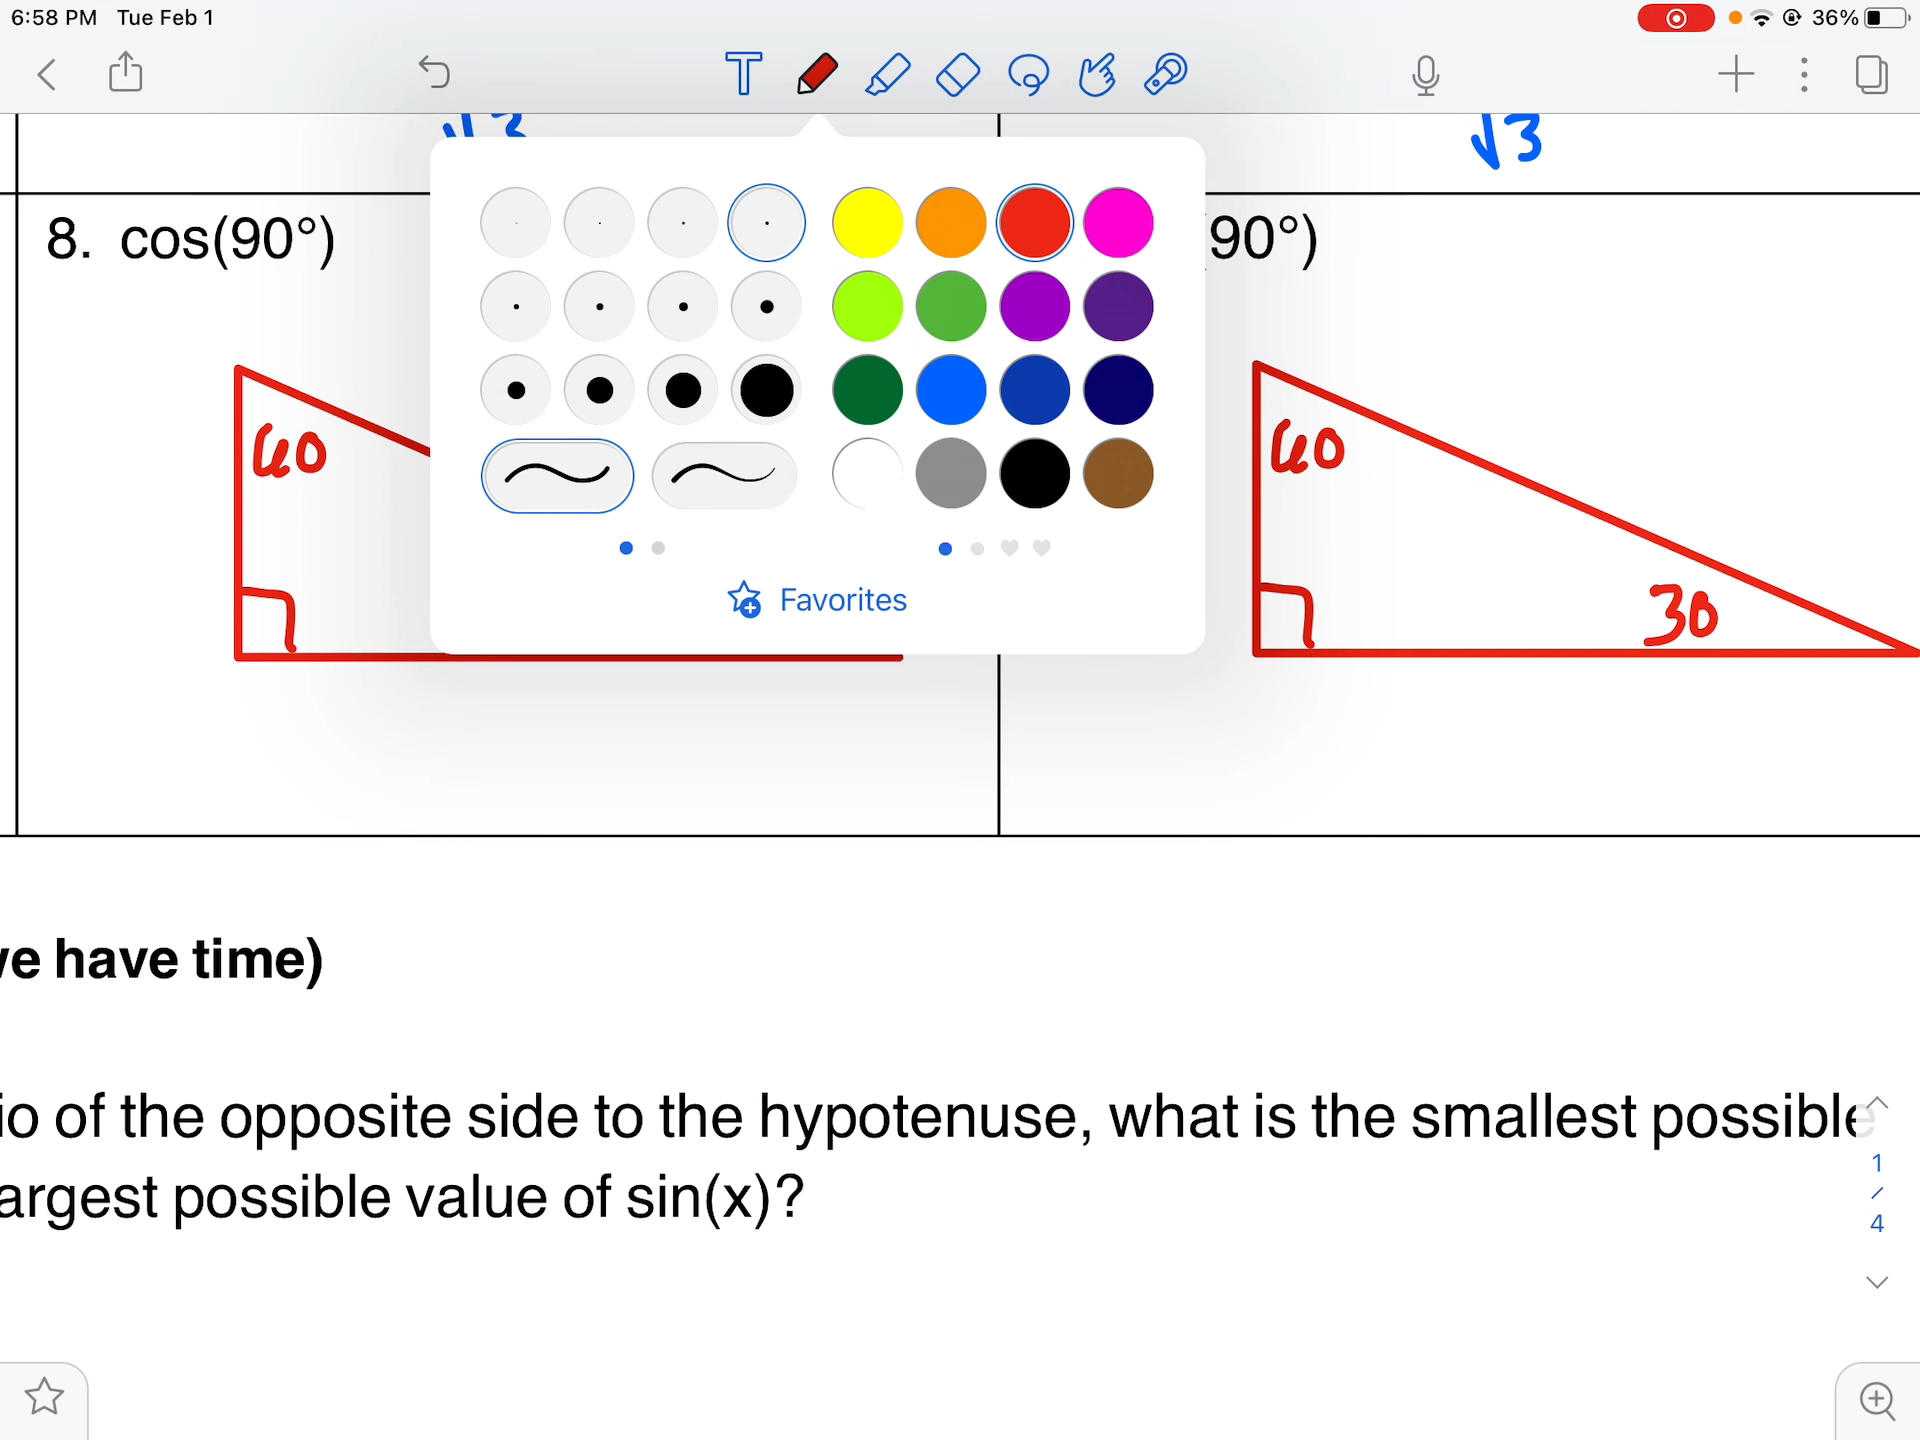 6:58 PM Tue Feb 1
36%
T
√3
8. cos(90°)
(90°)
60
60
30
Favorites
ve have time)
io of the opposite side to the hypotenuse, what is the smallest possible
argest possible value of sin(x)?
1
/
4